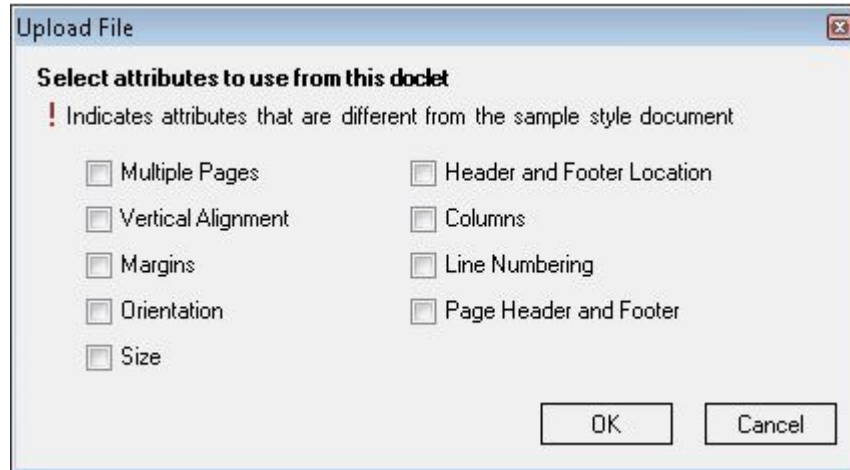 Upload File
Select attributes to use from this doclet
! Indicates attributes that are different from the sample style document
Multiple Pages
Vertical Alignment
Margins
Orientation
Size
Header and Footer Location
Columns
Line Numbering
Page Header and Footer
OK
Cancel